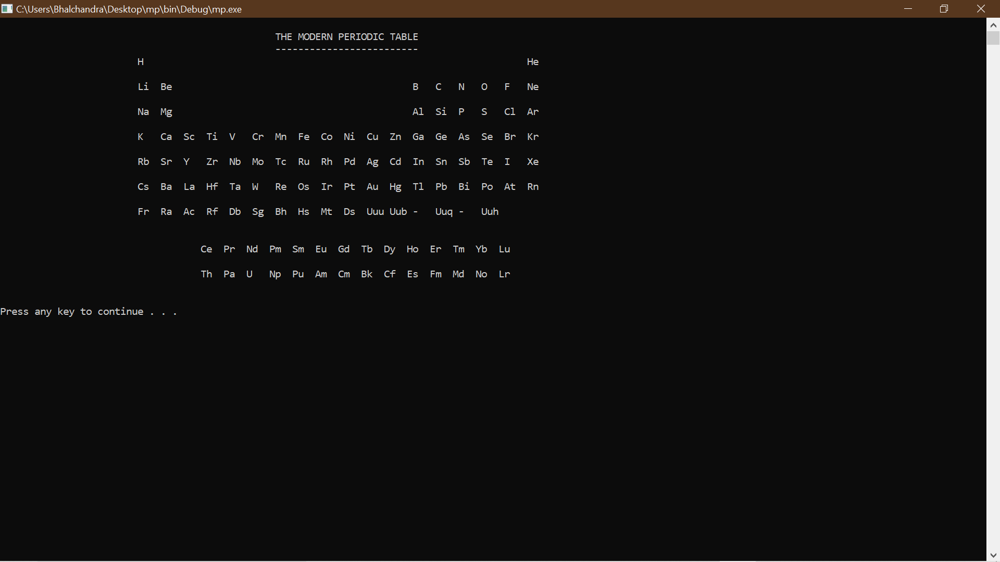 C:\Users\Bhalchandra\Desktop\mp\bin\Debug\mp.exe
THE MODERN PERIODIC TABLE
-------------------------
H He
Li Be B C N O F Ne
Na Mg Al Si P S Cl Ar
K Ca Sc Ti V Cr Mn Fe Co Ni Cu Zn Ga Ge As Se Br Kr
Rb Sr Y Zr Nb Mo Tc Ru Rh Pd Ag Cd In Sn Sb Te I Xe
Cs Ba La Hf Ta W Re Os Ir Pt Au Hg Tl Pb Bi Po At Rn
Fr Ra Ac Rf Db Sg Bh Hs Mt Ds Uuu Uub - Uuq - Uuh
Ce Pr Nd Pm Sm Eu Gd Tb Dy Ho Er Tm Yb Lu
Th Pa U Np Pu Am Cm Bk Cf Es Fm Md No Lr
Press any key to continue . . .